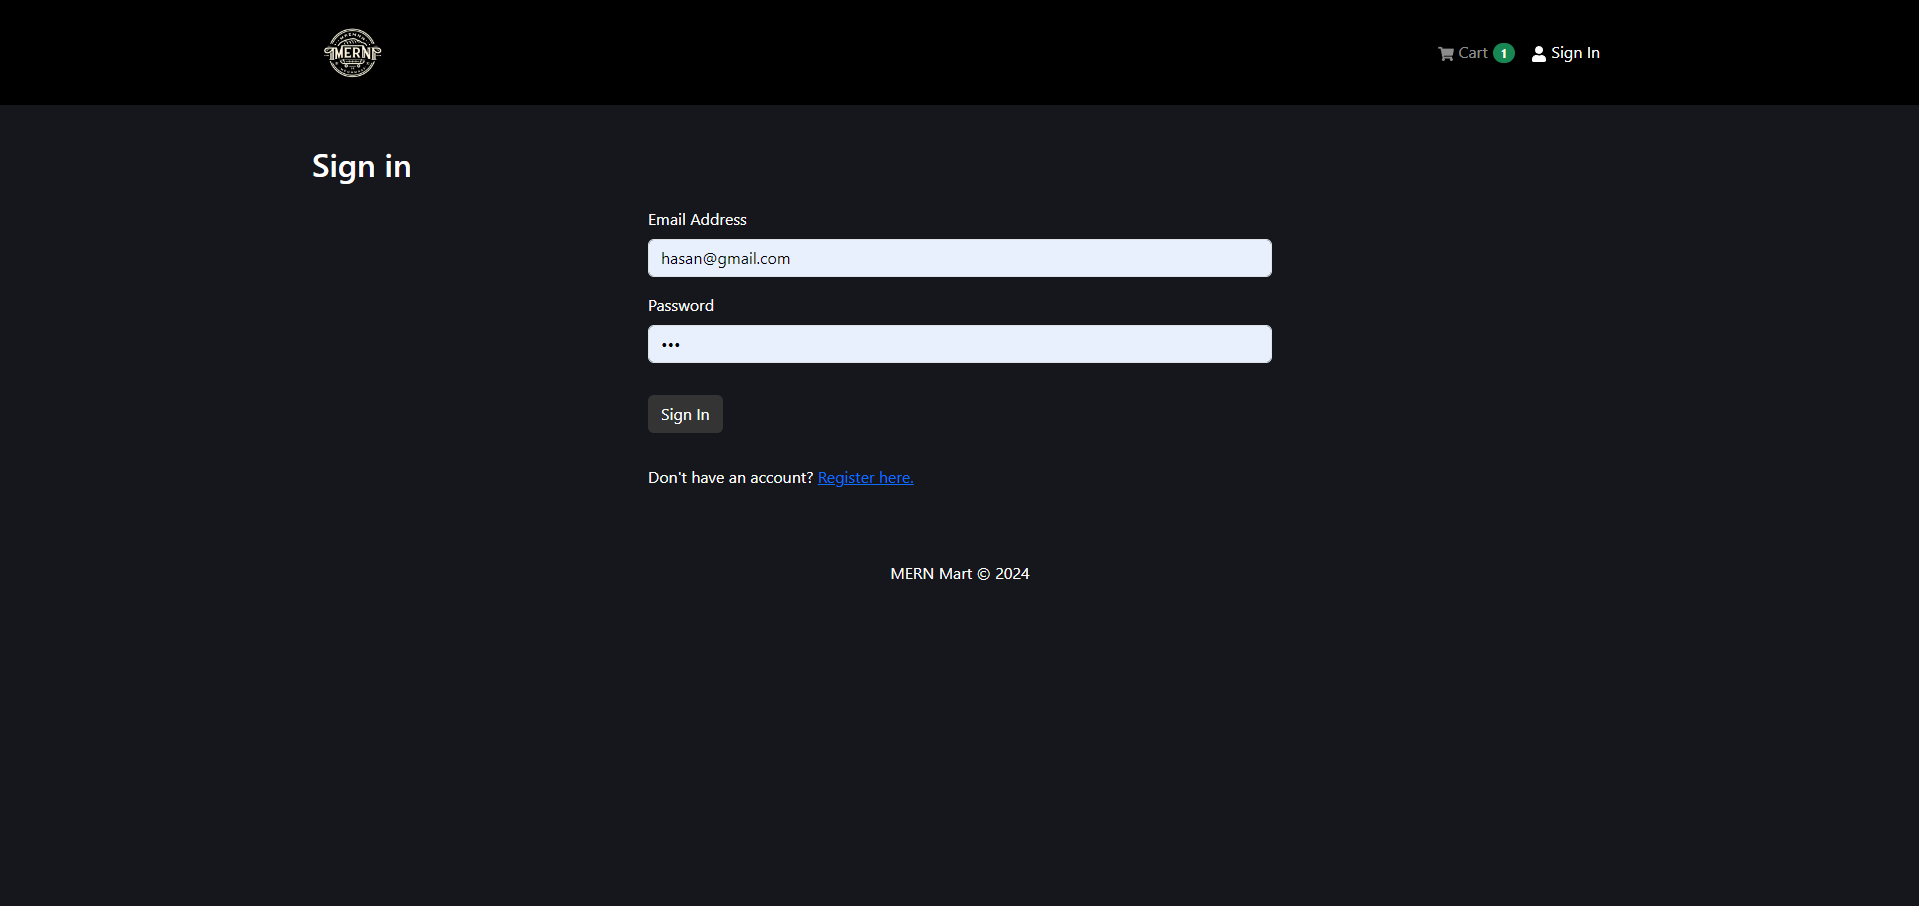 MERN
Cart 1 Sign In
Sign in
Email Address
hasan@gmail.com
Password
•••
Sign In
Don't have an account? Register here.
MERN Mart © 2024